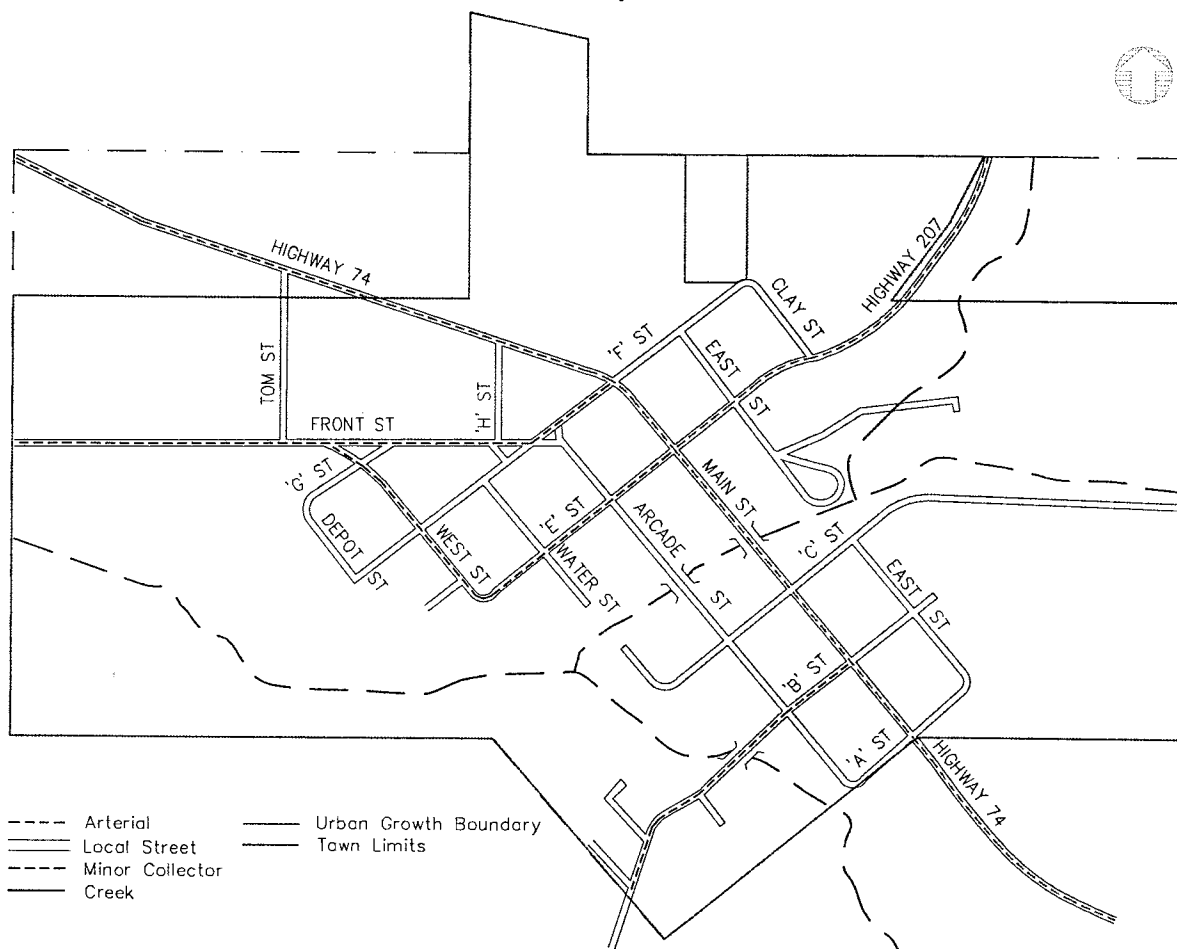 HIGHWAY 74
HIGHWAY 207
CLAY ST
'F' ST
EAST
ST
TOM ST
'H' ST
FRONT ST
'G' ST
DEPOT
ST
WEST ST
'E' ST
WATER ST
ARCADE
ST
MAIN ST
'C' ST
EAST
ST
'B' ST
'A' ST
HIGHWAY 74
Arterial
Local Street
Minor Collector
Creek
Urban Growth Boundary
Town Limits